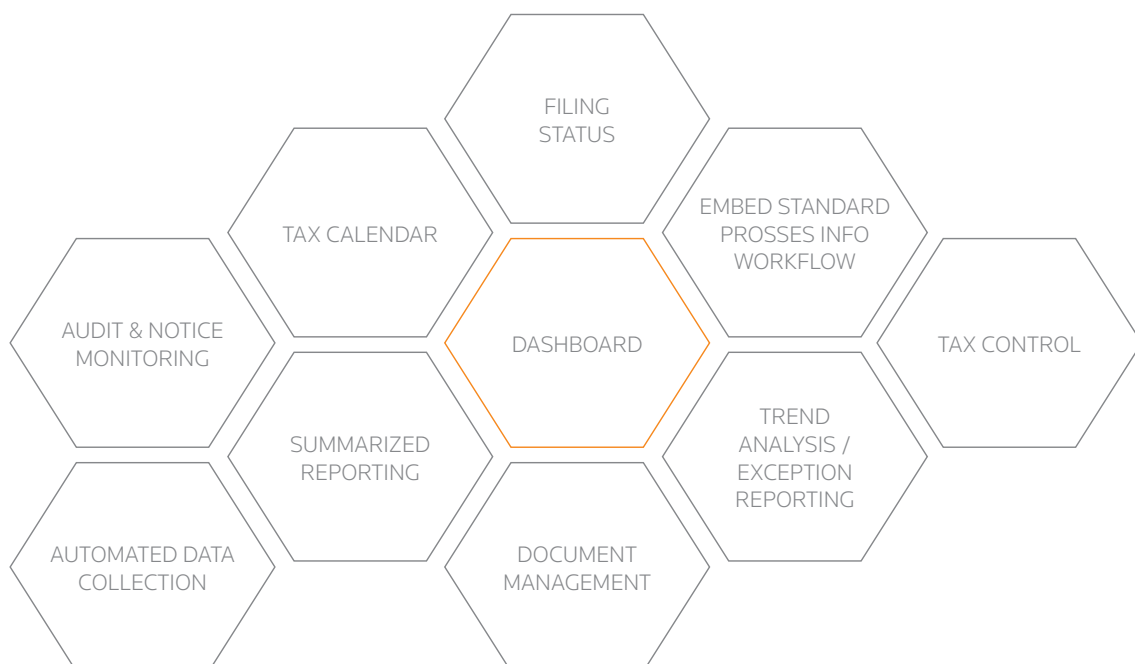 FILING
STATUS
TAX CALENDAR
EMBED STANDARD
PROSSES INFO
WORKFLOW
AUDIT & NOTICE
MONITORING
DASHBOARD
TAX CONTROL
SUMMARIZED
REPORTING
TREND
ANALYSIS /
EXCEPTION
REPORTING
AUTOMATED DATA
COLLECTION
DOCUMENT
MANAGEMENT